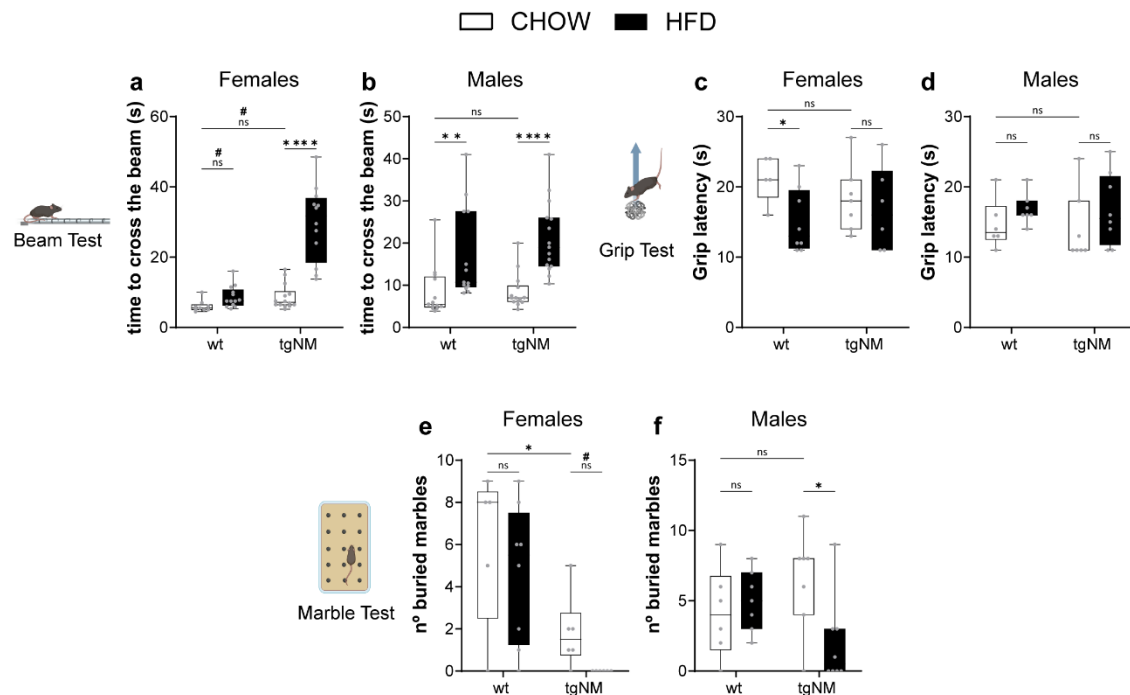 CHOW HFD
a Females
time to cross the beam (s)
60
40
20
0
#
ns
#
ns
****
wt tgNM
Beam Test
b Males
time to cross the beam (s)
50
40
30
20
10
0
ns
**
****
wt tgNM
Grip Test
c Females
Grip latency (s)
30
20
10
0
ns
*
ns
wt tgNM
d Males
Grip latency (s)
30
20
10
0
ns
ns
ns
wt tgNM
Marble Test
e Females
nº buried marbles
10
8
6
4
2
0
*
ns
#
ns
wt tgNM
f Males
nº buried marbles
15
10
5
0
ns
ns
*
wt tgNM